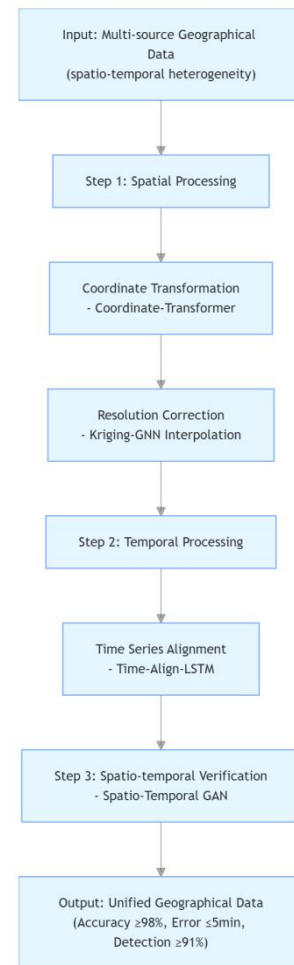 Input: Multi-source Geographical
Data
(spatio-temporal heterogeneity)
Step 1: Spatial Processing
Coordinate Transformation
- Coordinate-Transformer
Resolution Correction
- Kriging-GNN Interpolation
Step 2: Temporal Processing
Time Series Alignment
- Time-Align-LSTM
Step 3: Spatio-temporal Verification
- Spatio-Temporal GAN
Output: Unified Geographical Data
(Accuracy ≥98%, Error ≤5min,
Detection ≥91%)